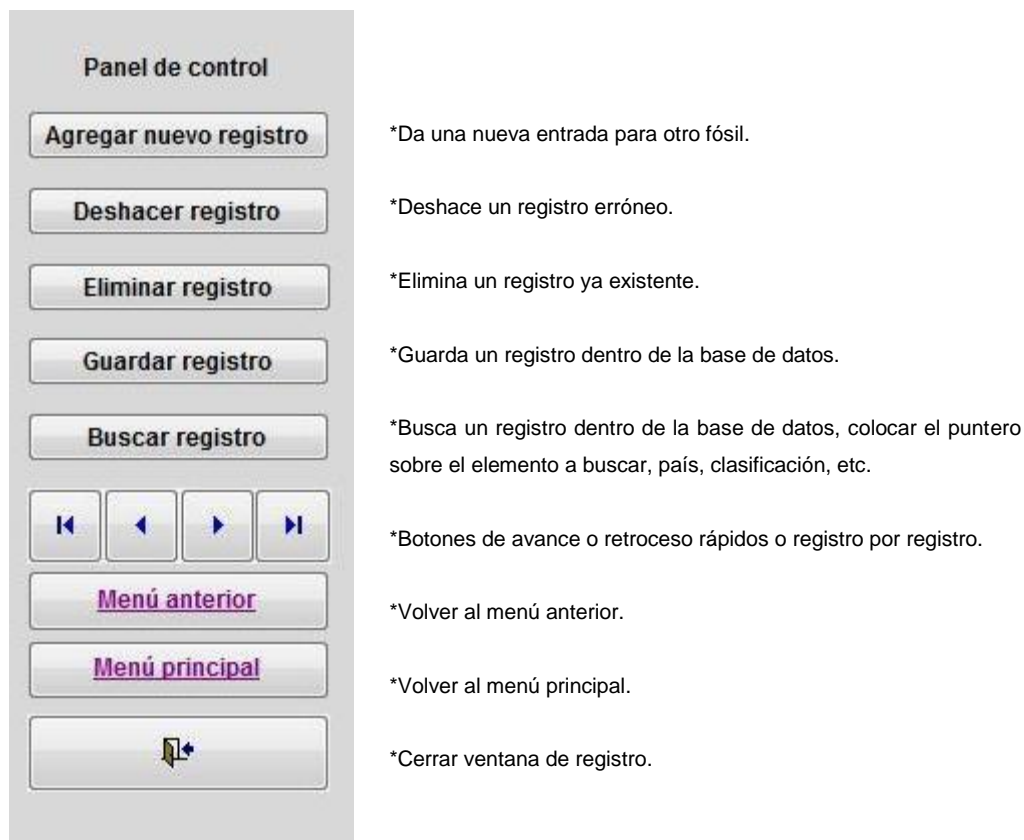 Panel de control
Agregar nuevo registro
*Da una nueva entrada para otro fósil.
Deshacer registro
*Deshace un registro erróneo.
Eliminar registro
*Elimina un registro ya existente.
Guardar registro
*Guarda un registro dentro de la base de datos.
Buscar registro
*Busca un registro dentro de la base de datos, colocar el puntero
sobre el elemento a buscar, país, clasificación, etc.
*Botones de avance o retroceso rápidos o registro por registro.
Menú anterior
*Volver al menú anterior.
Menú principal
*Volver al menú principal.
*Cerrar ventana de registro.